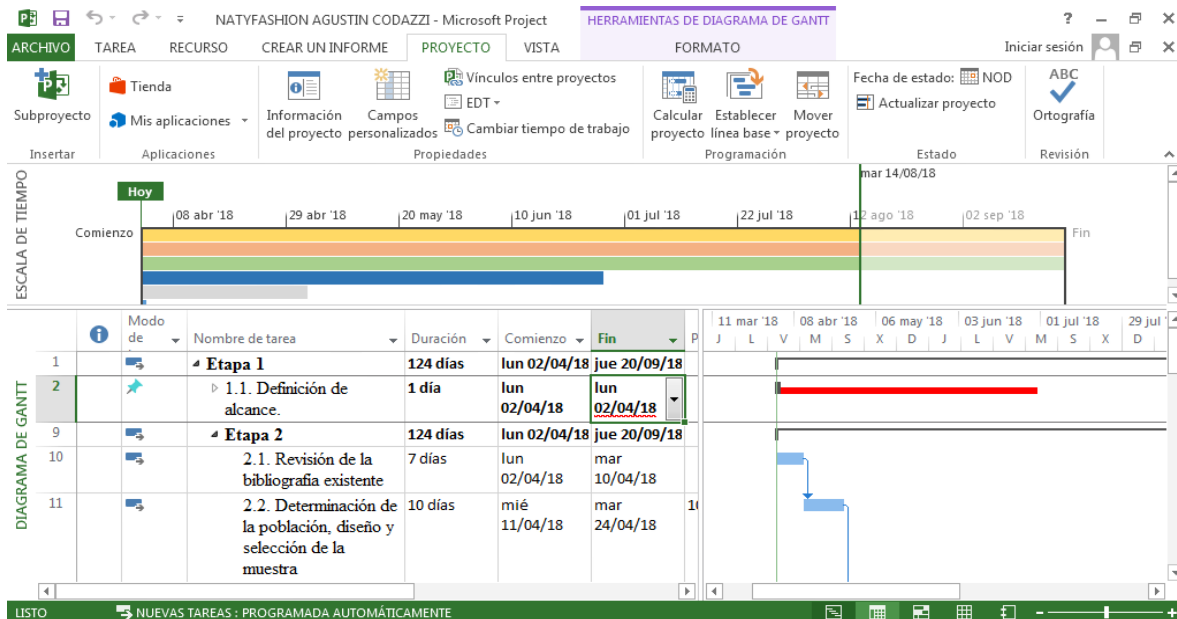 NATYFASHION AGUSTIN CODAZZI - Microsoft Project
HERRAMIENTAS DE DIAGRAMA DE GANTT
?
ARCHIVO TAREA RECURSO CREAR UN INFORME PROYECTO VISTA FORMATO Iniciar sesión
Subproyecto
Insertar
Tienda
Mis aplicaciones
Aplicaciones
Información
del proyecto
Campos
personalizados
Vínculos entre proyectos
EDT
Cambiar tiempo de trabajo
Propiedades
Calcular
proyecto
Establecer
línea base
Mover
proyecto
Programación
Fecha de estado: NOD
Actualizar proyecto
Estado
ABC
Ortografía
Revisión
ESCALA DE TIEMPO
mar 14/08/18
Hoy
08 abr '18 29 abr '18 20 may '18 10 jun '18 01 jul '18 22 jul '18 12 ago '18 02 sep '18
Comienzo
Fin
DIAGRAMA DE GANTT
Modo
de
Nombre de tarea Duración Comienzo Fin P
11 mar '18 08 abr '18 06 may '18 03 jun '18 01 jul '18 29 jul '
J L V M S X D J L V M S X D
1 Etapa 1 124 días lun 02/04/18 jue 20/09/18
2 1.1. Definición de
alcance.
1 día
lun
02/04/18
lun
02/04/18
9 Etapa 2 124 días lun 02/04/18 jue 20/09/18
10 2.1. Revisión de la
bibliografía existente
7 días
lun
02/04/18
mar
10/04/18
11 2.2. Determinación de
la población, diseño y
selección de la
muestra
10 días
mié
11/04/18
mar
24/04/18
10
LISTO NUEVAS TAREAS : PROGRAMADA AUTOMÁTICAMENTE